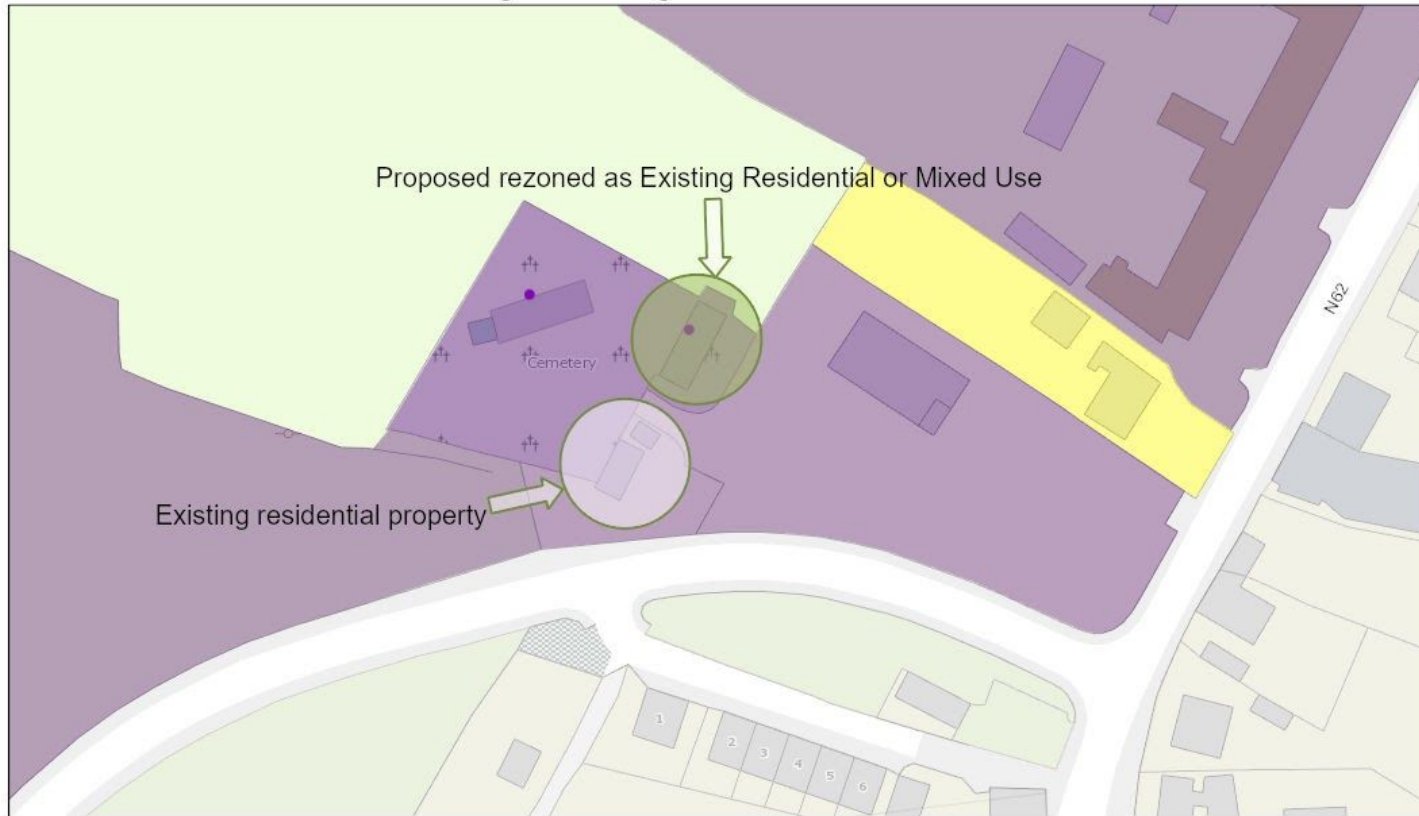 Proposed rezoned as Existing Residential or Mixed Use
N62
Cemetery
Existing residential property
1
2
3
4
5
6